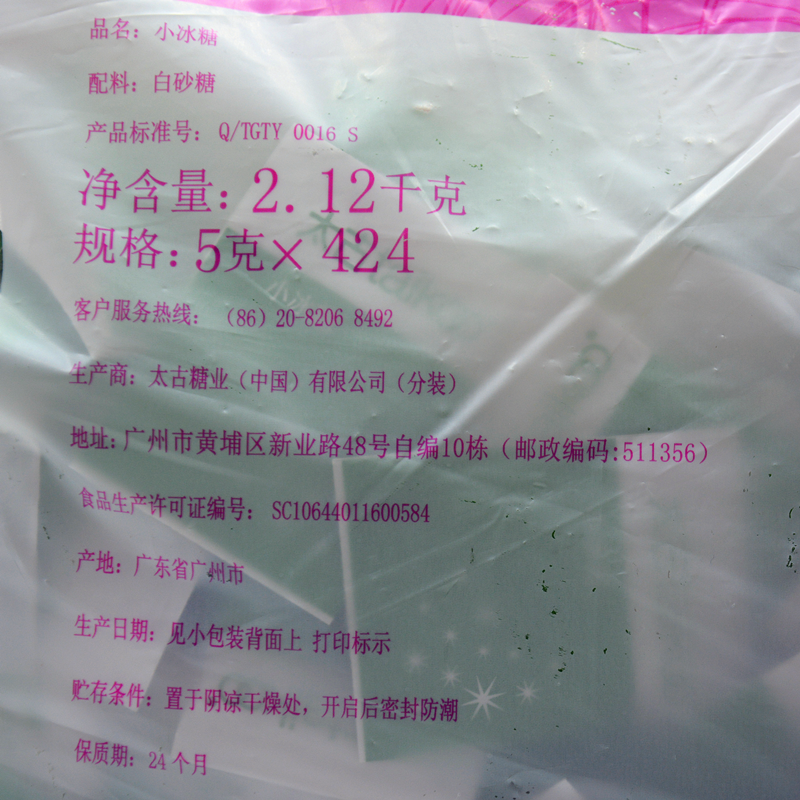 品名：小冰糖
配料：白砂糖
产品标准号：Q/TGTY 0016 S
净含量：2.12千克
规格：5克×424
客户服务热线：（86）20-8206 8492
生产商：太古糖业（中国）有限公司（分装）
地址：广州市黄埔区新业路48号自编10栋（邮政编码:511356）
食品生产许可证编号：SC10644011600584
产地：广东省广州市
生产日期：见小包装背面上 打印标示
贮存条件：置于阴凉干燥处，开启后密封防潮
保质期：24个月